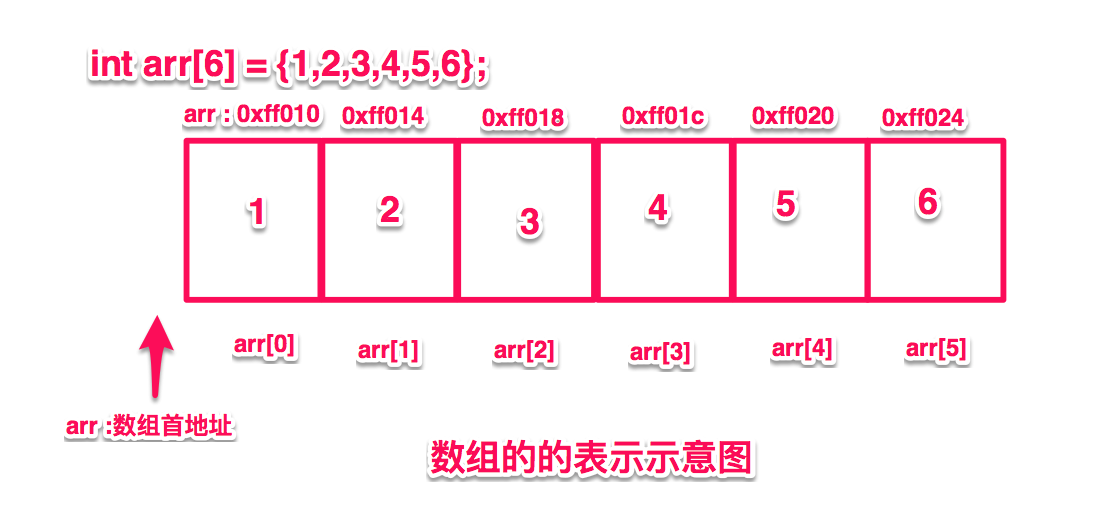 int arr[6] = {1,2,3,4,5,6};
arr : 0xff010 0xff014 0xff018 0xff01c 0xff020 0xff024
1 2 3 4 5 6
arr[0] arr[1] arr[2] arr[3] arr[4] arr[5]
arr :数组首地址
数组的的表示示意图